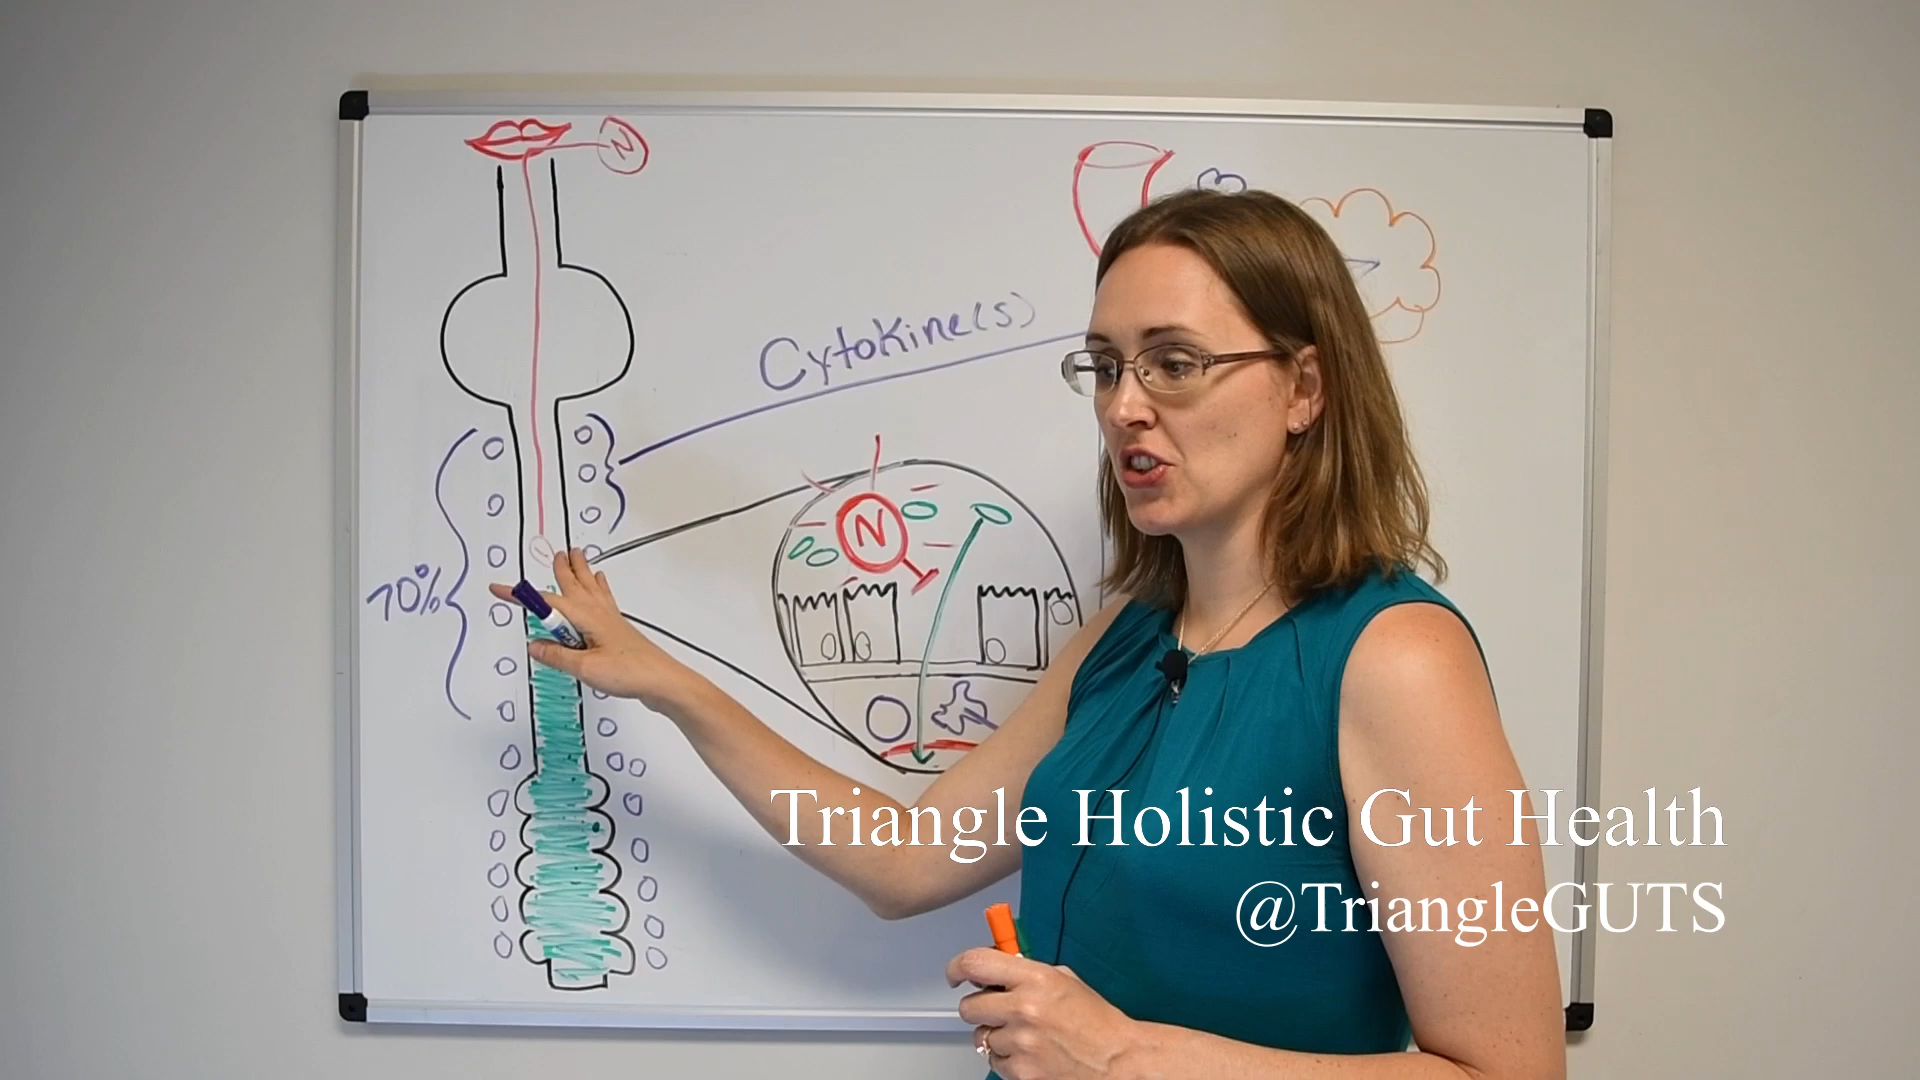 N
Cytokine(s)
N
70%
Triangle Holistic Gut Health
@TriangleGUTS